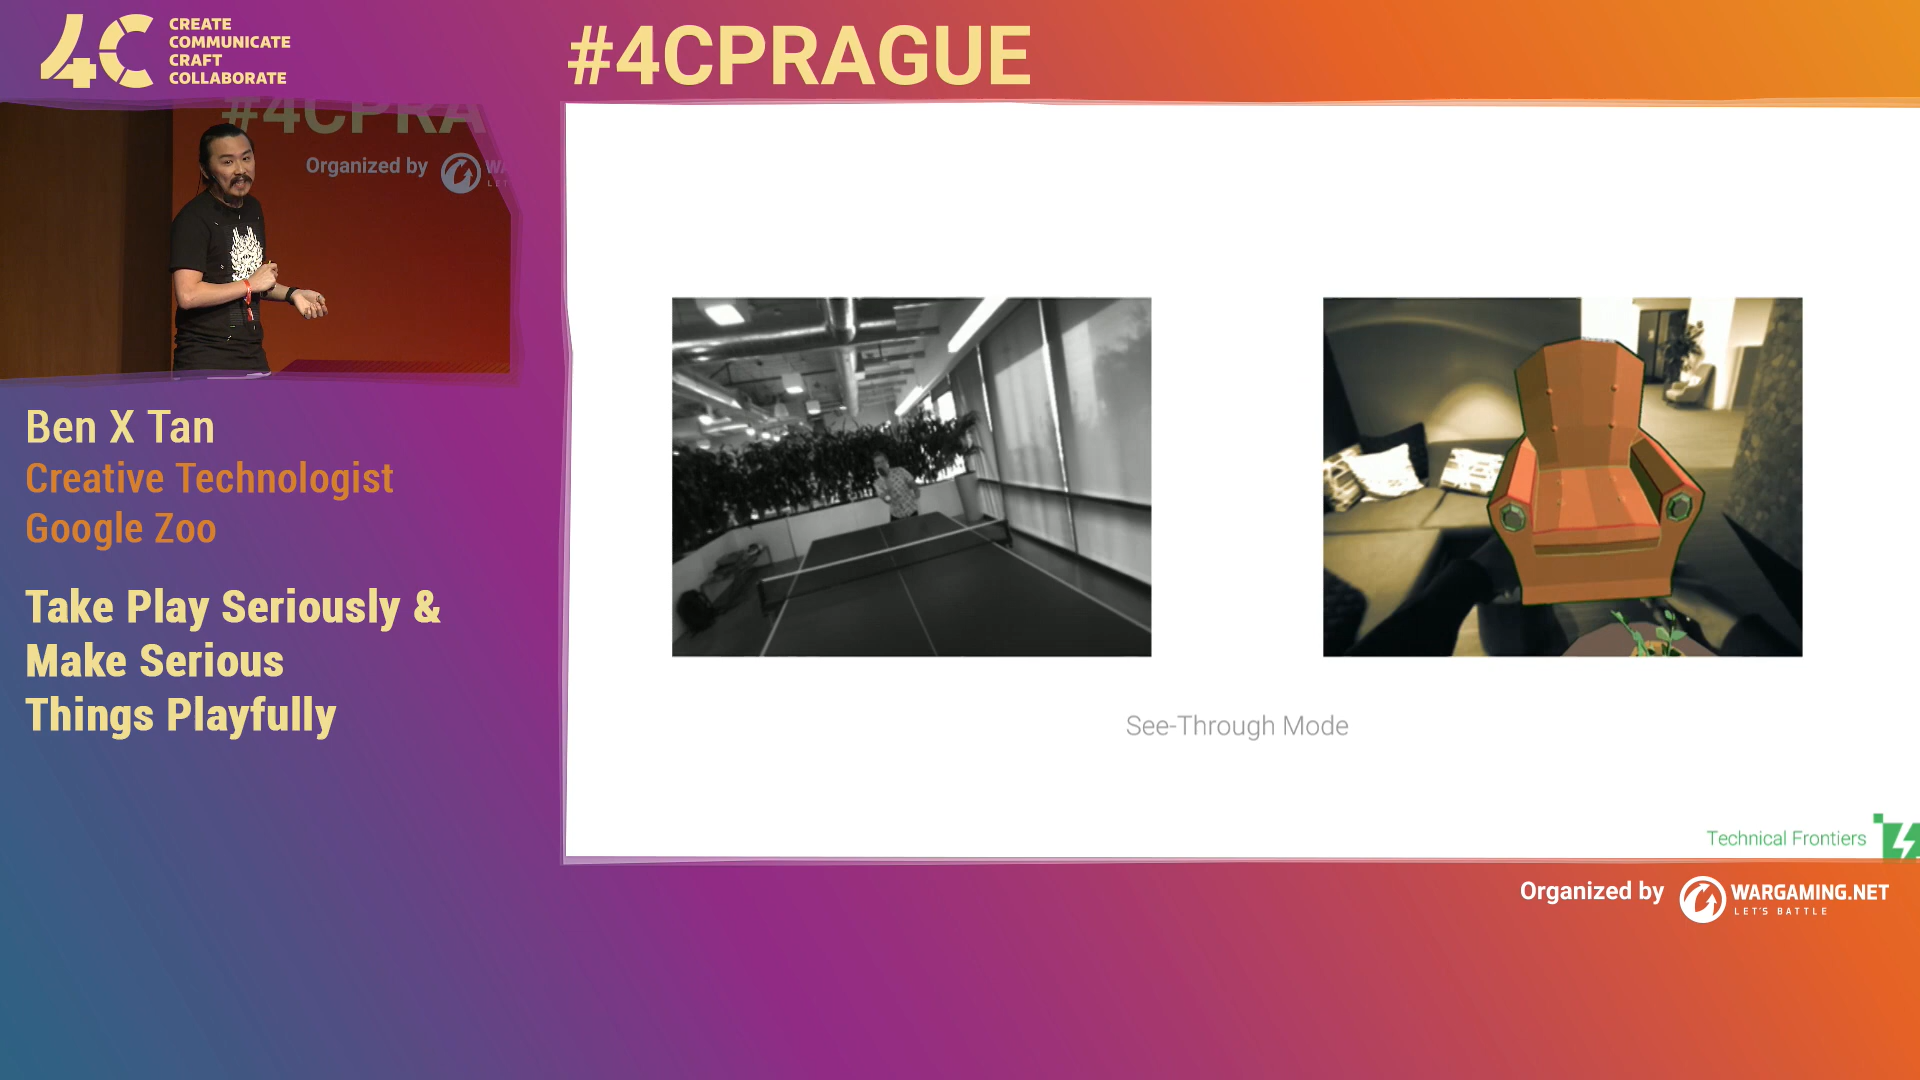 4C
CREATE
COMMUNICATE
CRAFT
COLLABORATE
#4CPRAGUE
#4CPRA
Organized by
Ben X Tan
Creative Technologist
Google Zoo
Take Play Seriously &
Make Serious
Things Playfully
See-Through Mode
Technical Frontiers
Organized by
WARGAMING.NET
LET'S BATTLE